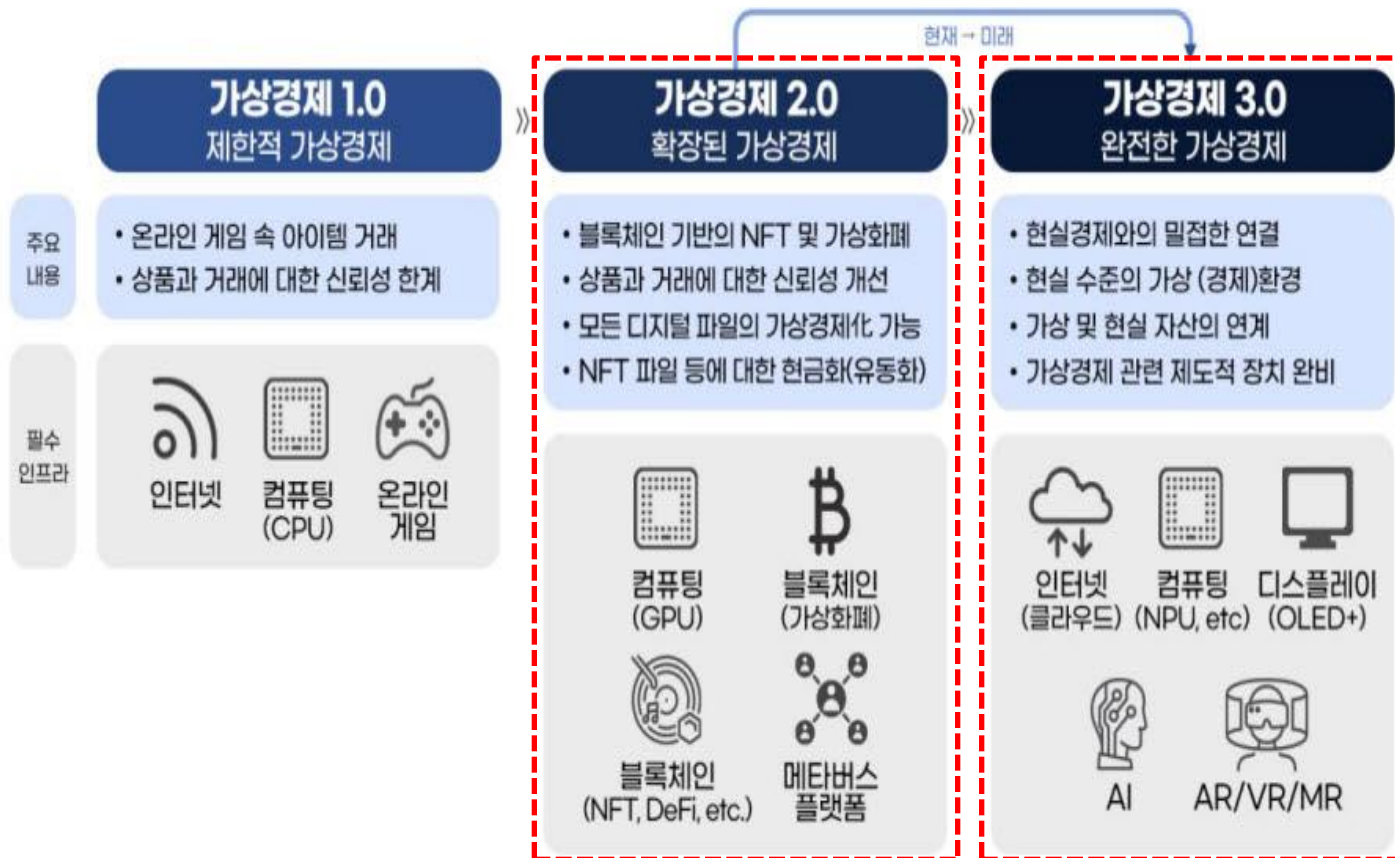 현재 → 미래
가상경제 1.0
제한적 가상경제
»
가상경제 2.0
확장된 가상경제
»
가상경제 3.0
완전한 가상경제
주요
내용
• 온라인 게임 속 아이템 거래
• 상품과 거래에 대한 신뢰성 한계
• 블록체인 기반의 NFT 및 가상화폐
• 상품과 거래에 대한 신뢰성 개선
• 모든 디지털 파일의 가상경제化 가능
• NFT 파일 등에 대한 현금화(유동화)
• 현실경제와의 밀접한 연결
• 현실 수준의 가상 (경제)환경
• 가상 및 현실 자산의 연계
• 가상경제 관련 제도적 장치 완비
필수
인프라
인터넷
컴퓨팅
(CPU)
온라인
게임
컴퓨팅
(GPU)
블록체인
(가상화폐)
블록체인
(NFT, DeFi, etc.)
메타버스
플랫폼
인터넷
(클라우드)
컴퓨팅
(NPU, etc)
디스플레이
(OLED+)
AI
AR/VR/MR